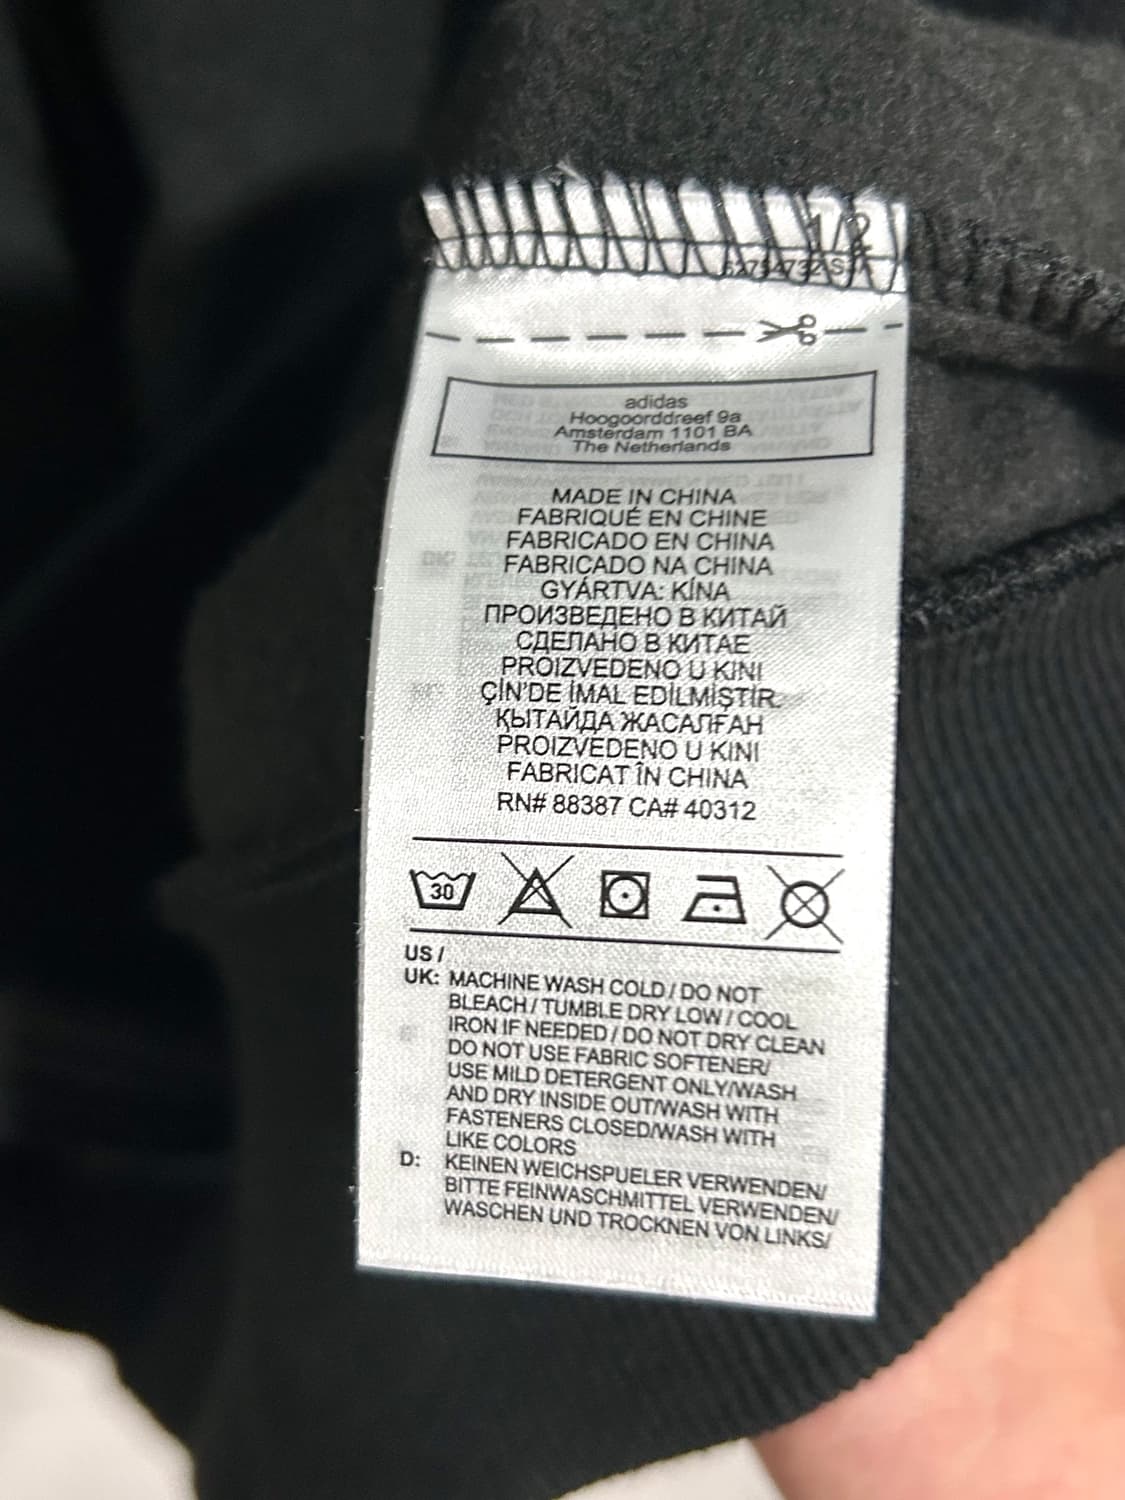 1/2
adidas
Hoogoorddreef 9a
Amsterdam 1101 BA
The Netherlands
MADE IN CHINA
FABRIQUÉ EN CHINE
FABRICADO EN CHINA
FABRICADO NA CHINA
GYÁRTVA: KÍNA
ПРОИЗВЕДЕНО В КИТАЙ
СДЕЛАНО В КИТАЕ
PROIZVEDENO U KINI
ÇİN'DE İMAL EDİLMİŞTİR.
ҚЫТАЙДА ЖАСАЛҒАН
PROIZVEDENO U KINI
FABRICAT ÎN CHINA
RN# 88387 CA# 40312
30
US /
UK: MACHINE WASH COLD / DO NOT
BLEACH / TUMBLE DRY LOW / COOL
IRON IF NEEDED / DO NOT DRY CLEAN
DO NOT USE FABRIC SOFTENER/
USE MILD DETERGENT ONLY/WASH
AND DRY INSIDE OUT/WASH WITH
FASTENERS CLOSED/WASH WITH
LIKE COLORS
D: KEINEN WEICHSPUELER VERWENDEN/
BITTE FEINWASCHMITTEL VERWENDEN/
WASCHEN UND TROCKNEN VON LINKS/